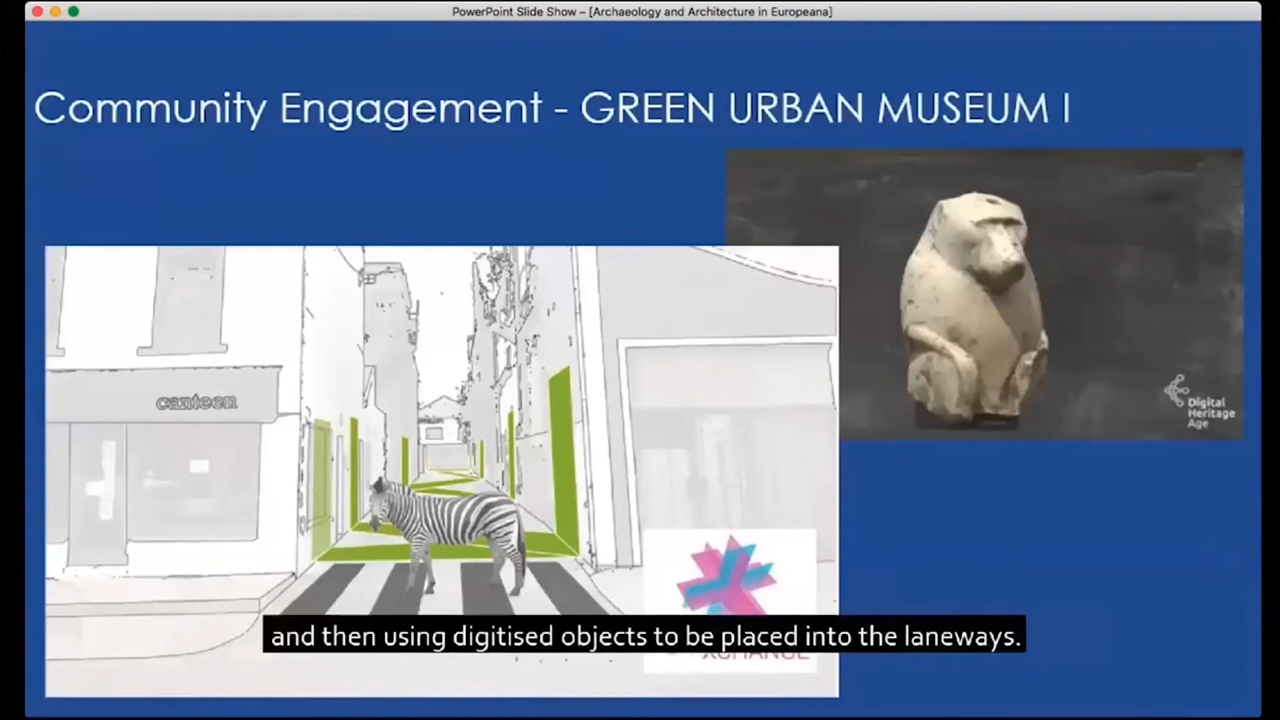 PowerPoint Slide Show – [Archaeology and Architecture in Europeana]
Community Engagement - GREEN URBAN MUSEUM I
canteen
Digital
Heritage
Age
and then using digitised objects to be placed into the laneways.